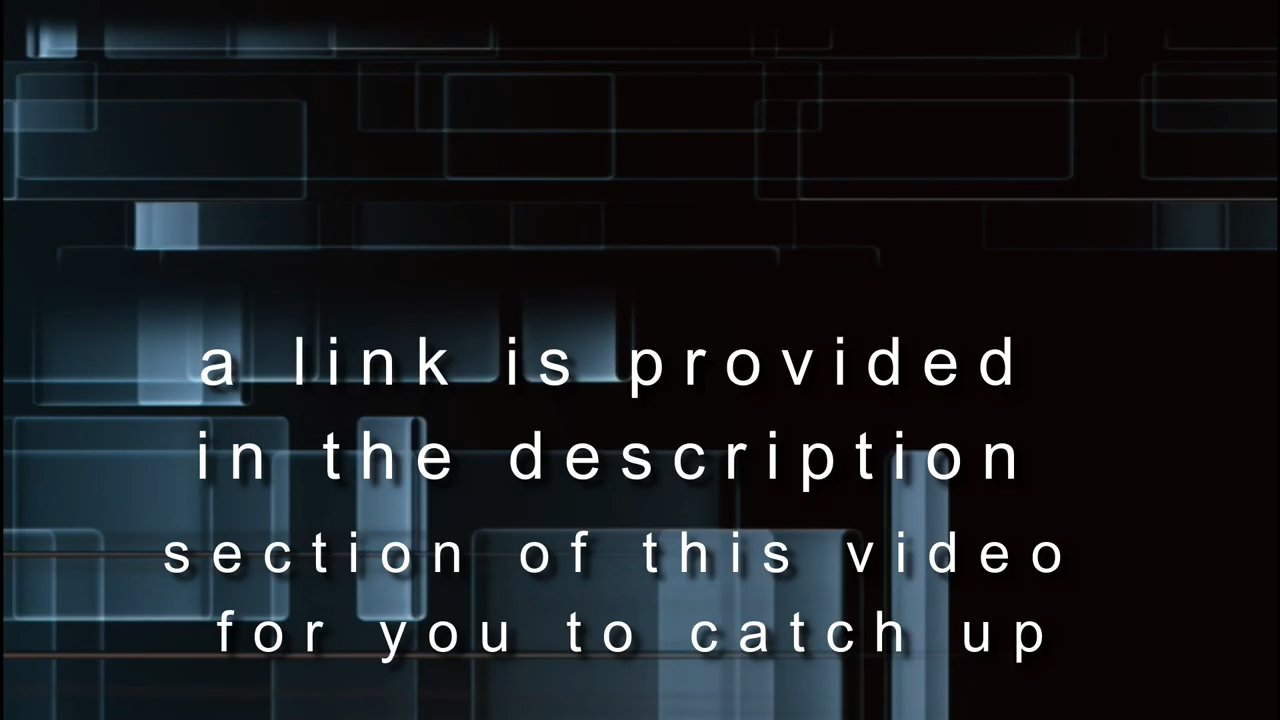 a link is provided
in the description
section of this video
for you to catch up